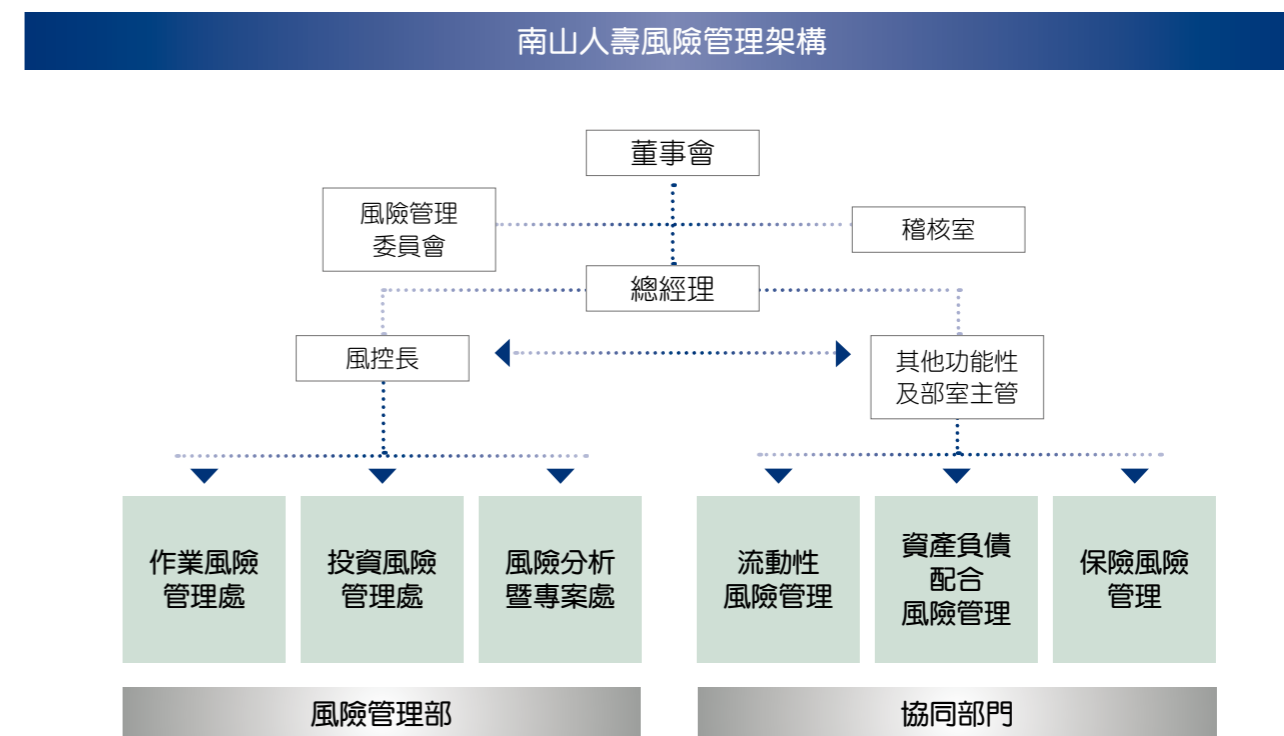 南山人壽風險管理架構
董事會
風險管理
委員會
稽核室
總經理
風控長
其他功能性
及部室主管
作業風險
管理處
投資風險
管理處
風險分析
暨專案處
流動性
風險管理
資產負債
配合
風險管理
保險風險
管理
風險管理部
協同部門